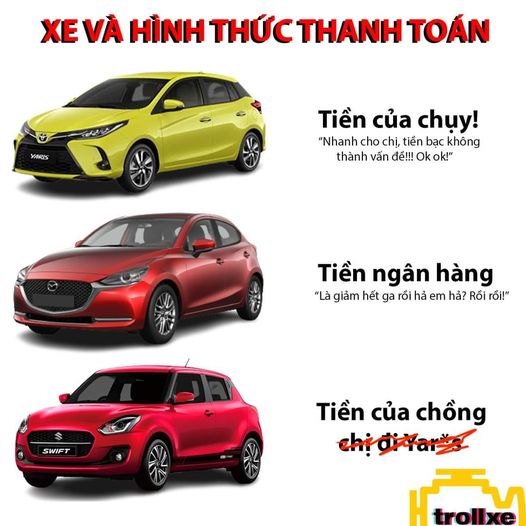 XE VÀ HÌNH THỨC THANH TOÁN
Tiền của chụy!
“Nhanh cho chị, tiền bạc không
thành vấn đề!!! Ok ok!”
YARIS
Tiền ngân hàng
“Là giảm hết ga rồi hả em hả? Rồi rồi!”
Tiền của chồng
chị đi Yaris
SWIFT
trollxe